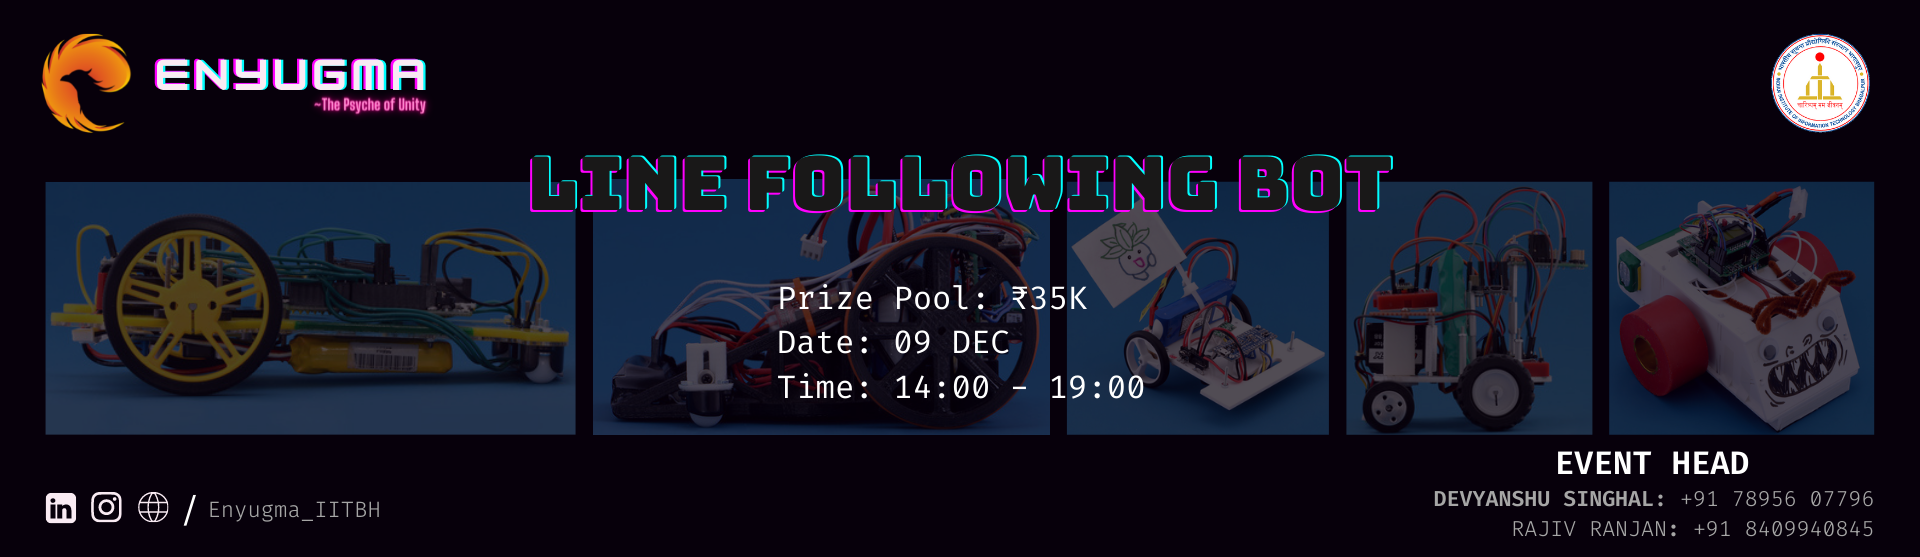 ENYUGMA
~The Psyche of Unity
LINE FOLLOWING BOT
Prize Pool: ₹35K
Date: 09 DEC
Time: 14:00 - 19:00
EVENT HEAD
DEVYANSHU SINGHAL: +91 78956 07796
RAJIV RANJAN: +91 8409940845
in / Enyugma_IITBH